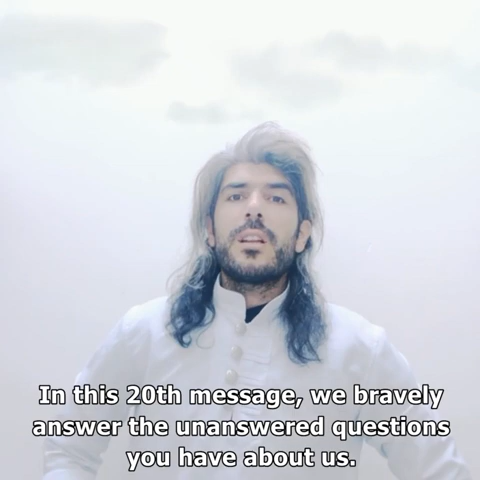 In this 20th message, we bravely
answer the unanswered questions
you have about us.